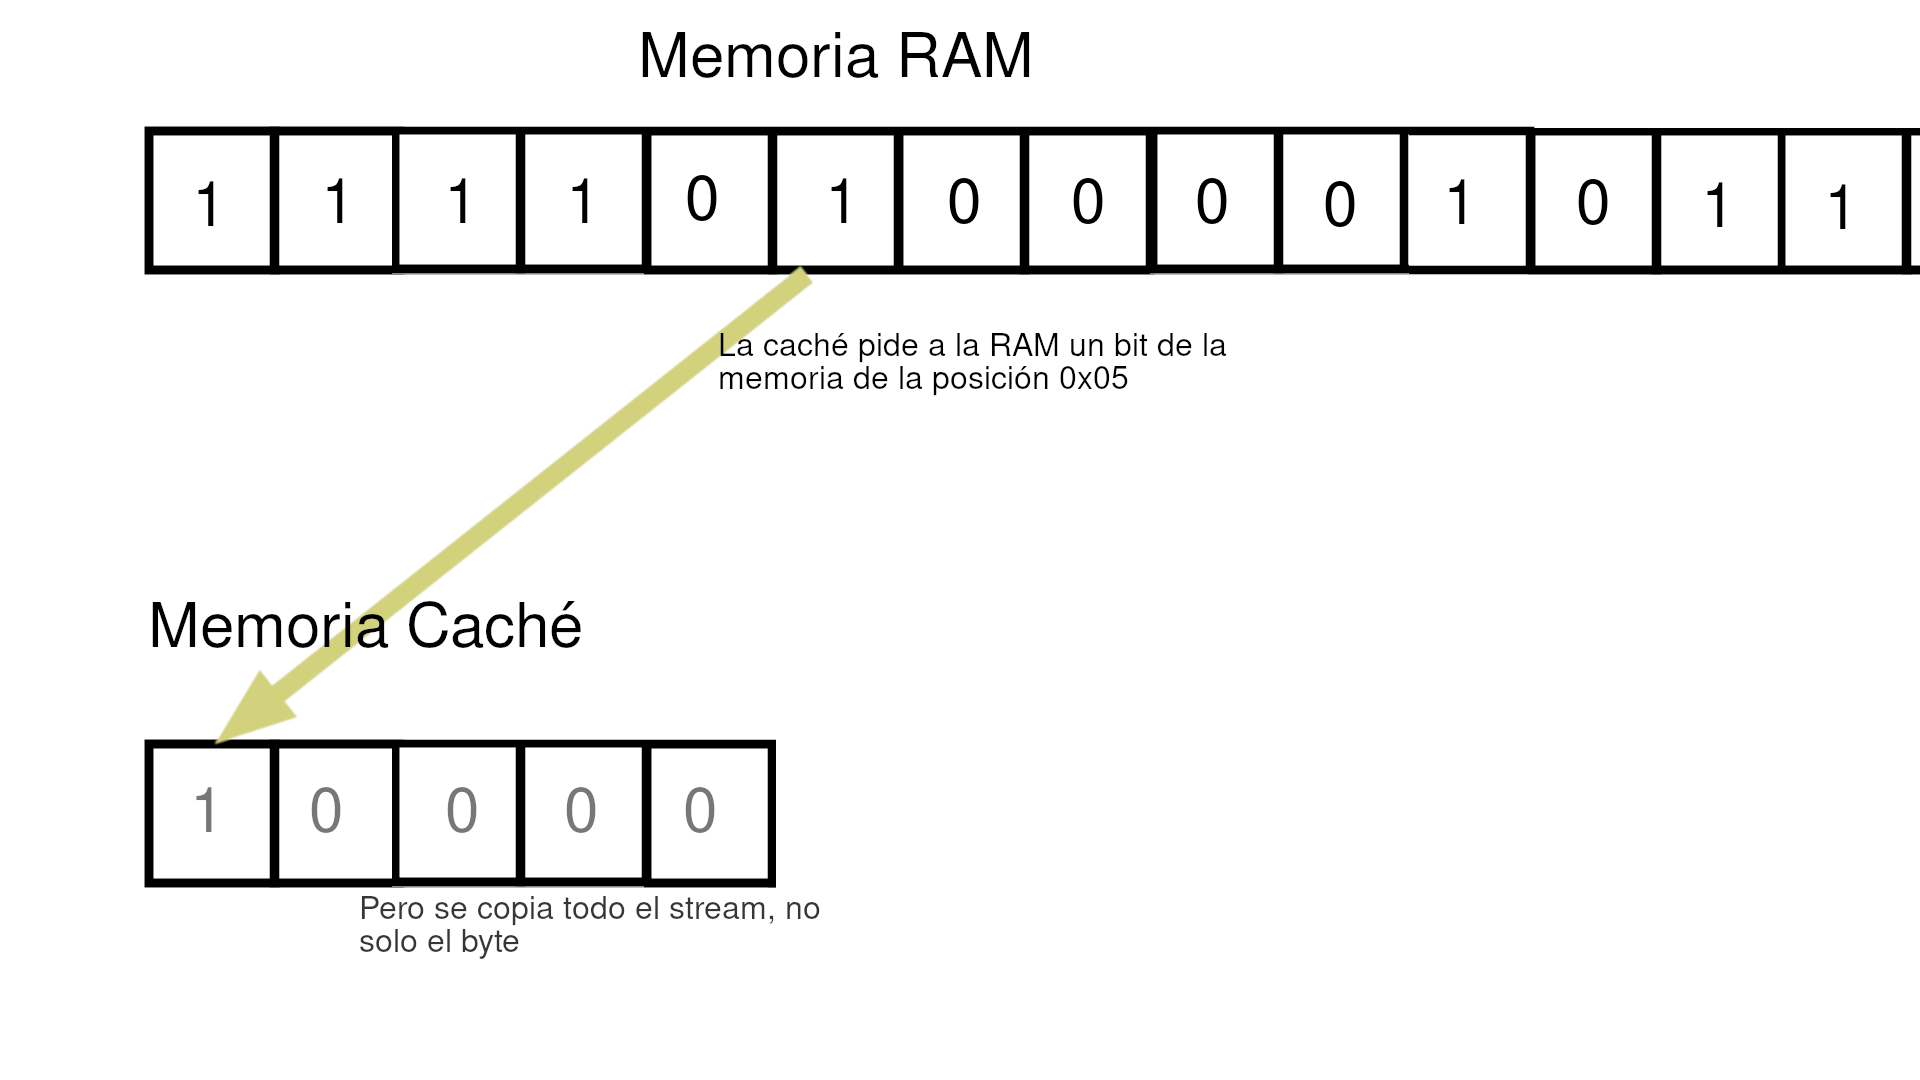 Memoria RAM
1 1 1 1 0 1 0 0 0 0 1 0 1 1
La caché pide a la RAM un bit de la
memoria de la posición 0x05
Memoria Caché
1 0 0 0 0
Pero se copia todo el stream, no
solo el byte